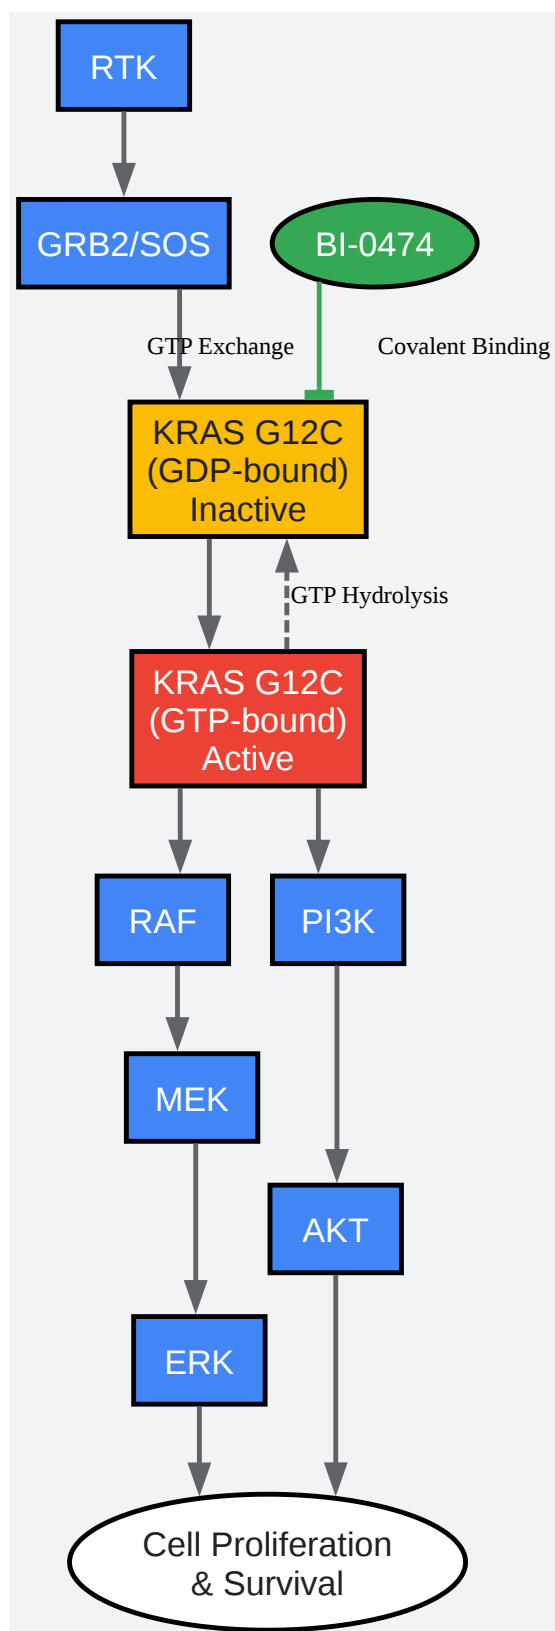 RTK
GRB2/SOS
BI-0474
GTP Exchange
Covalent Binding
KRAS G12C
(GDP-bound)
Inactive
GTP Hydrolysis
KRAS G12C
(GTP-bound)
Active
RAF
PI3K
MEK
AKT
ERK
Cell Proliferation
& Survival